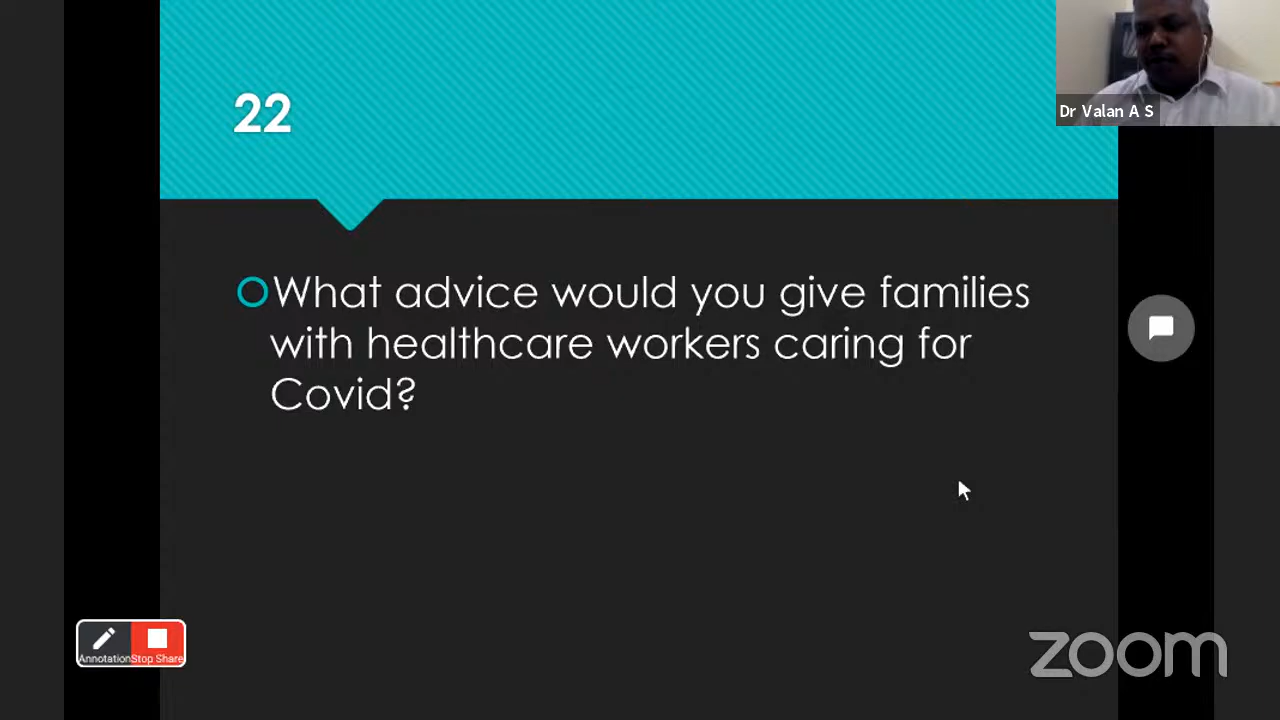 22
Dr Valan A S
What advice would you give families
with healthcare workers caring for
Covid?
Annotation Stop Share
zoom